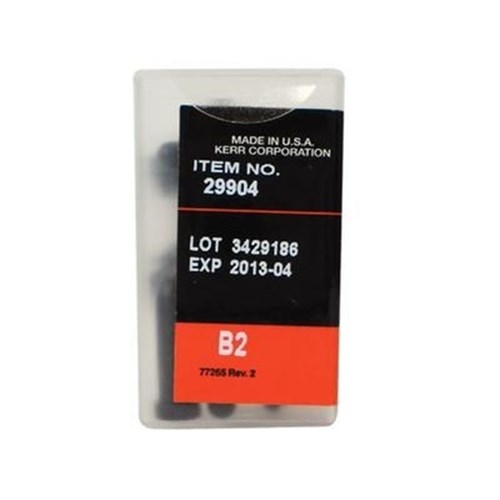 MADE IN U.S.A.
KERR CORPORATION
ITEM NO.
29904
LOT 3429186
EXP 2013-04
B2
77265 Rev. 2